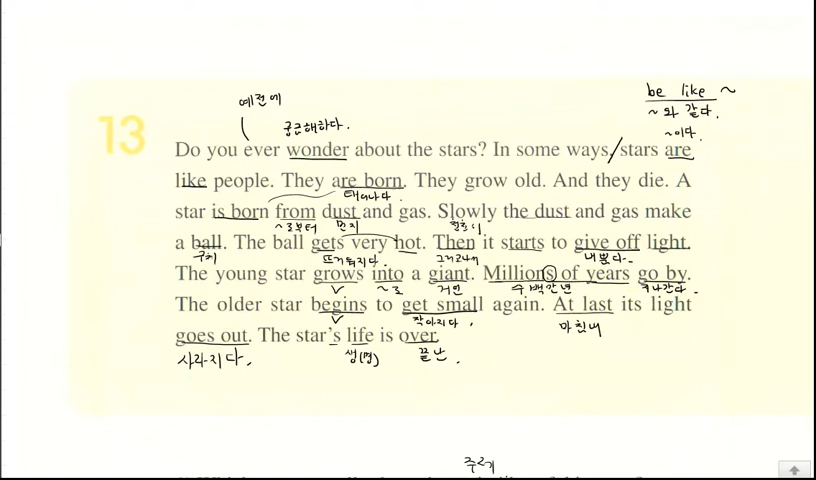 be like ~
예전에
~와 같다.
궁금해하다.
~이다.
13
Do you ever wonder about the stars? In some ways, stars are
like people. They are born. They grow old. And they die. A
태어나다.
star is born from dust and gas. Slowly the dust and gas make
~로부터 먼지
a ball. The ball gets very hot. Then it starts to give off light.
구체 뜨거워지다. 그리고나서 내뿜다.
The young star grows into a giant. Millions of years go by.
~로 거인 수백만년 지나간다.
The older star begins to get small again. At last its light
작아지다. 마침내
goes out. The star's life is over.
사라지다. 생(명) 끝난.